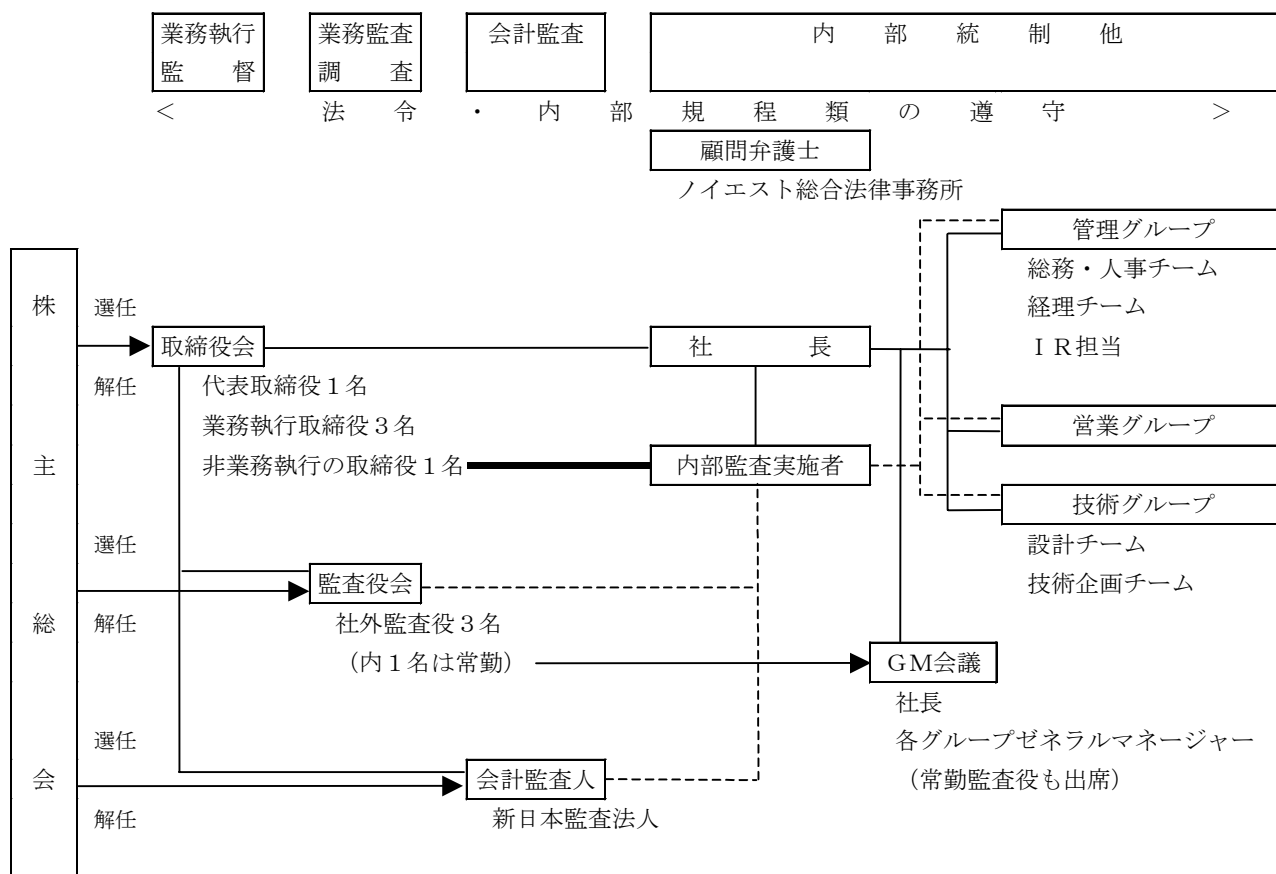 業務執行
監督
業務監査
調査
会計監査
内部統制他
< 法令・内部規程類の遵守 >
顧問弁護士
ノイエスト総合法律事務所
株主総会
選任
解任
取締役会
代表取締役1名
業務執行取締役3名
非業務執行の取締役1名
社長
内部監査実施者
管理グループ
総務・人事チーム
経理チーム
IR担当
営業グループ
技術グループ
設計チーム
技術企画チーム
選任
解任
監査役会
社外監査役3名
(内1名は常勤)
GM会議
社長
各グループゼネラルマネージャー
(常勤監査役も出席)
選任
解任
会計監査人
新日本監査法人